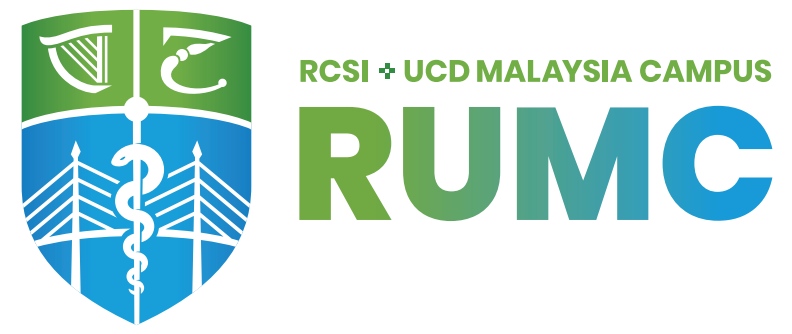 RCSI + UCD MALAYSIA CAMPUS
RUMC